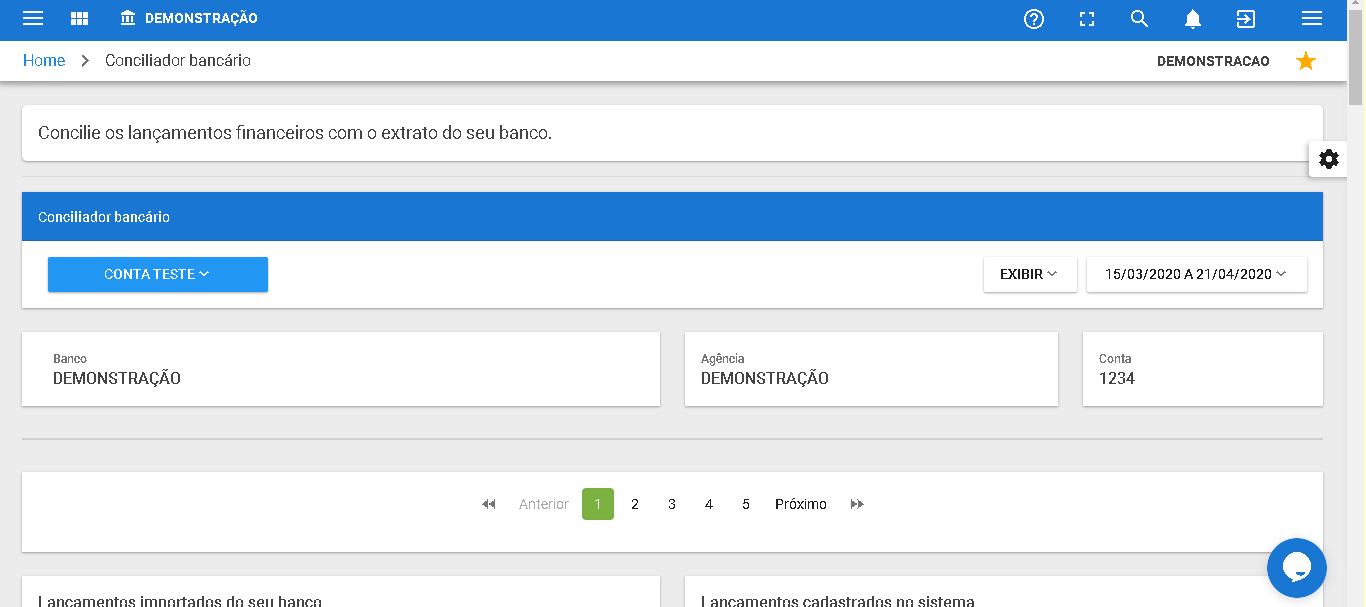 DEMONSTRAÇÃO
Home > Conciliador bancário DEMONSTRACAO
Concilie os lançamentos financeiros com o extrato do seu banco.
Conciliador bancário
CONTA TESTE EXIBIR 15/03/2020 A 21/04/2020
Banco Agência Conta
DEMONSTRAÇÃO DEMONSTRAÇÃO 1234
Anterior 1 2 3 4 5 Próximo
Lançamentos importados do seu banco Lançamentos cadastrados no sistema